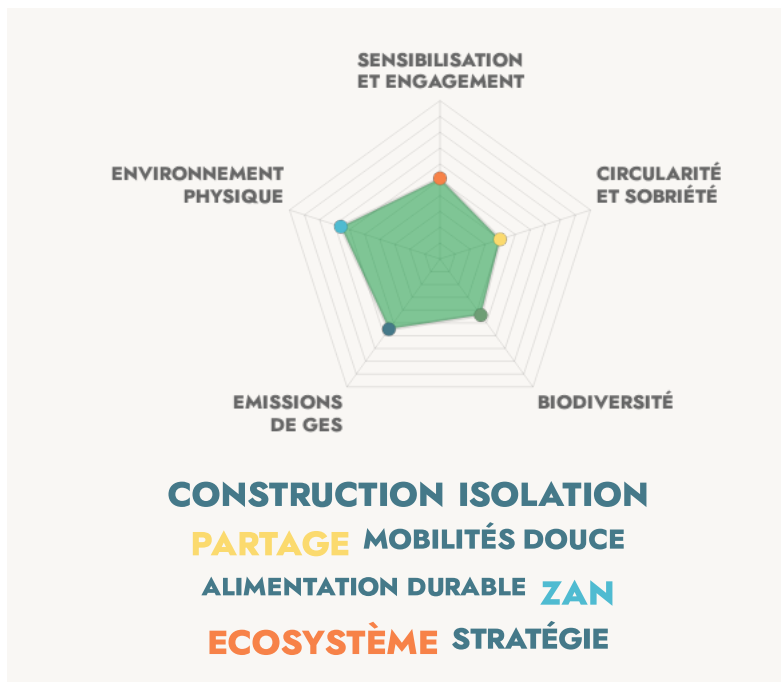 SENSIBILISATION
ET ENGAGEMENT
ENVIRONNEMENT
PHYSIQUE
CIRCULARITÉ
ET SOBRIÉTÉ
EMISSIONS
DE GES
BIODIVERSITÉ
CONSTRUCTION ISOLATION
PARTAGE MOBILITÉS DOUCE
ALIMENTATION DURABLE ZAN
ECOSYSTÈME STRATÉGIE